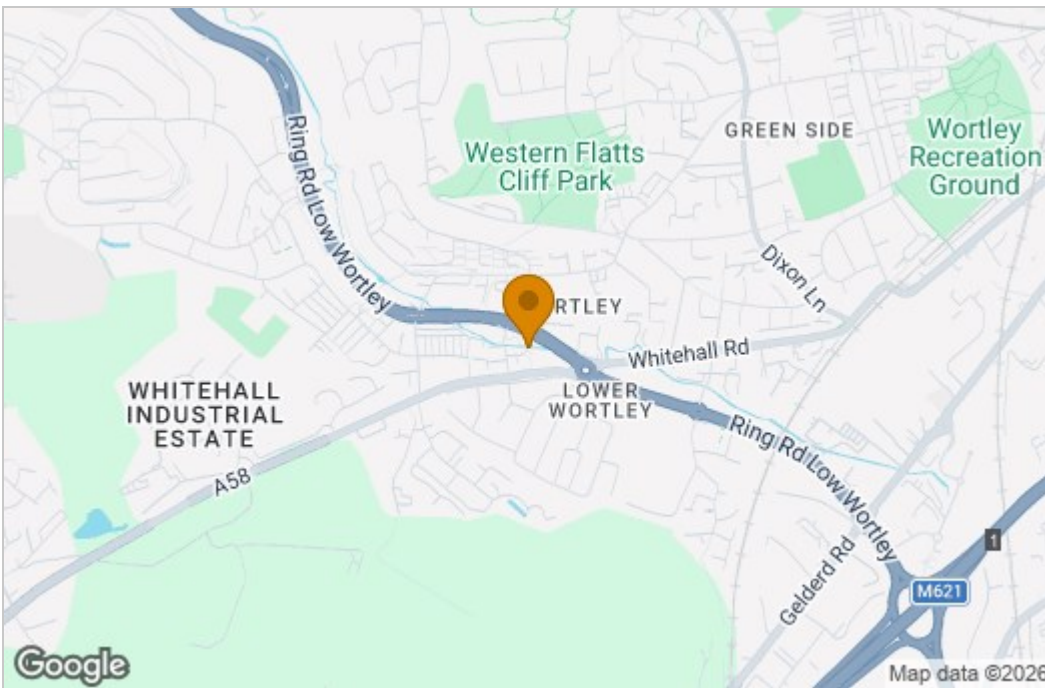 GREEN SIDE
Wortley
Recreation
Ground
Western Flatts
Cliff Park
Ring Rd Low Wortley
Dixon Ln
RTLEY
Whitehall Rd
WHITEHALL
INDUSTRIAL
ESTATE
LOWER
WORTLEY
Ring Rd Low Wortley
A58
Gelderd Rd
1
M621
Google
Map data ©2026